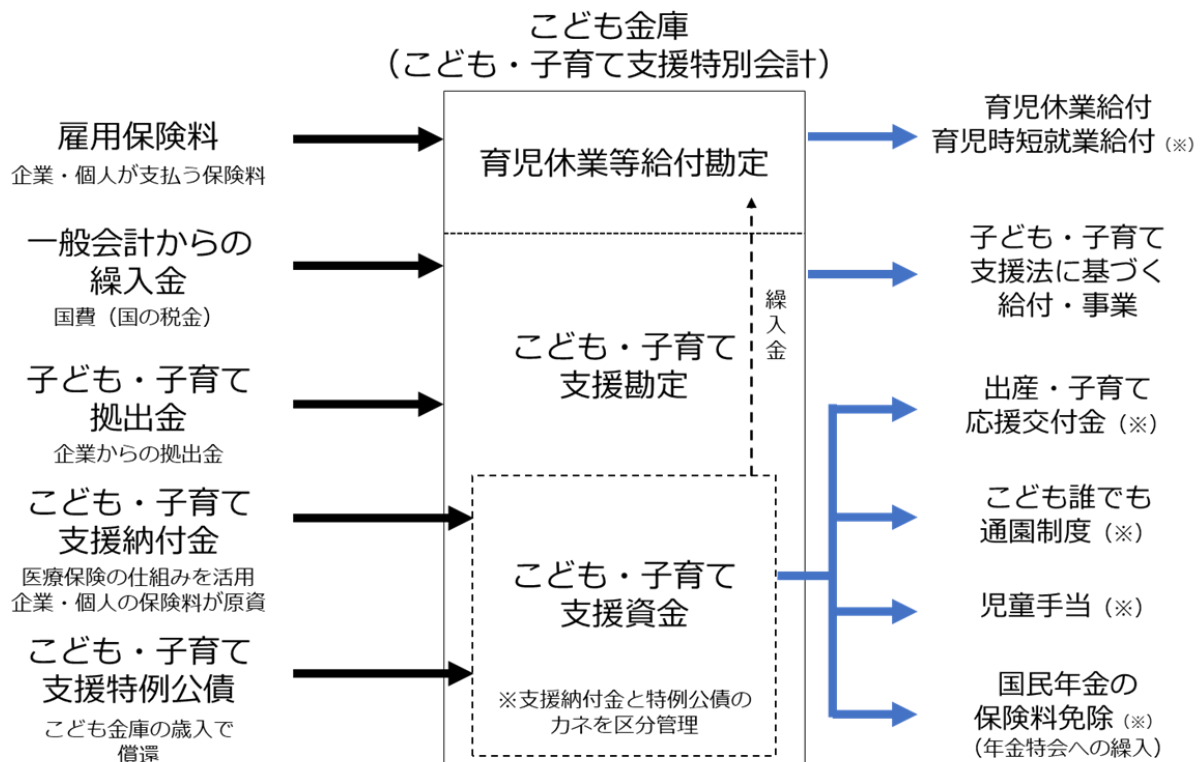 こども金庫
（こども・子育て支援特別会計）
雇用保険料
企業・個人が支払う保険料
一般会計からの
繰入金
国費（国の税金）
子ども・子育て
拠出金
企業からの拠出金
こども・子育て
支援納付金
医療保険の仕組みを活用
企業・個人の保険料が原資
こども・子育て
支援特例公債
こども金庫の歳入で
償還
育児休業等給付勘定
繰入金
こども・子育て
支援勘定
こども・子育て
支援資金
※支援納付金と特例公債の
カネを区分管理
育児休業給付
育児時短就業給付（※）
子ども・子育て
支援法に基づく
給付・事業
出産・子育て
応援交付金（※）
こども誰でも
通園制度（※）
児童手当（※）
国民年金の
保険料免除（※）
（年金特会への繰入）